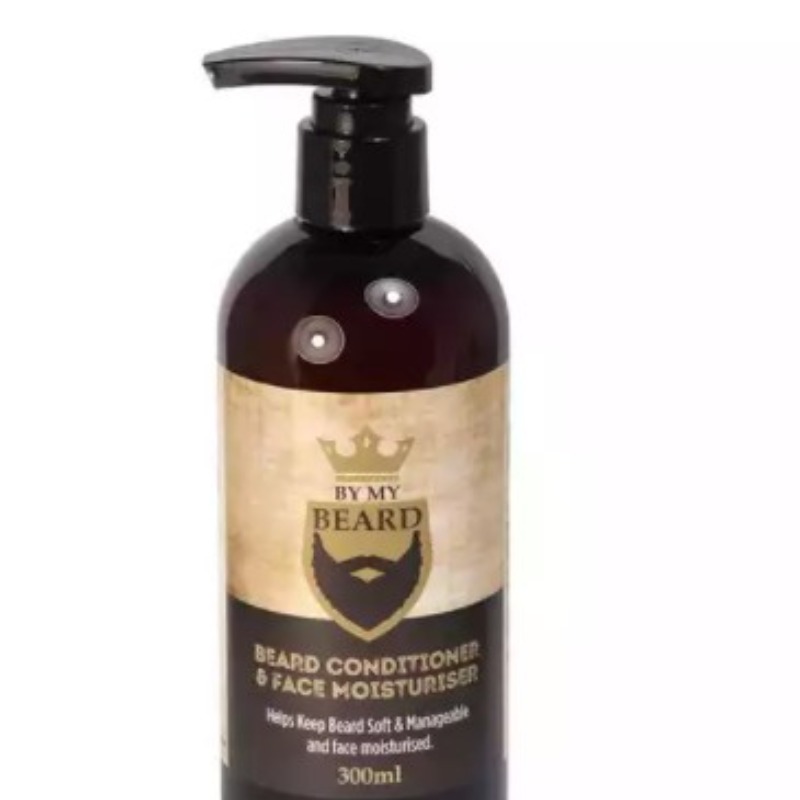 BY MY
BEARD
BEARD CONDITIONER
& FACE MOISTURISER
Helps Keep Beard Soft & Manageable
and face moisturised.
300ml